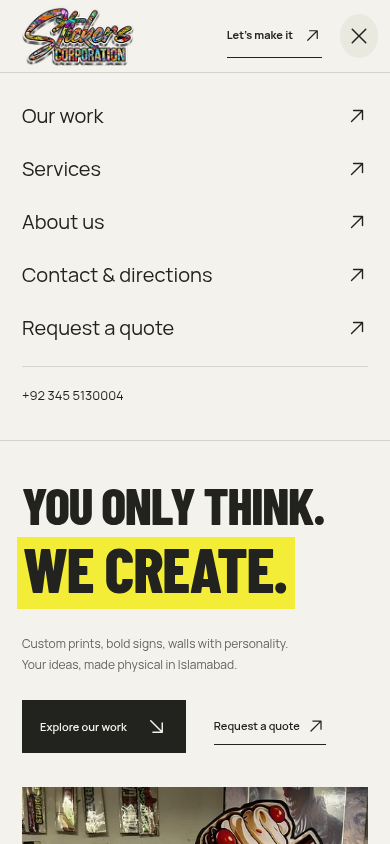 Stickers
CORPORATION
Let's make it
Our work
Services
About us
Contact & directions
Request a quote
+92 345 5130004
YOU ONLY THINK.
WE CREATE.
Custom prints, bold signs, walls with personality.
Your ideas, made physical in Islamabad.
Explore our work
Request a quote